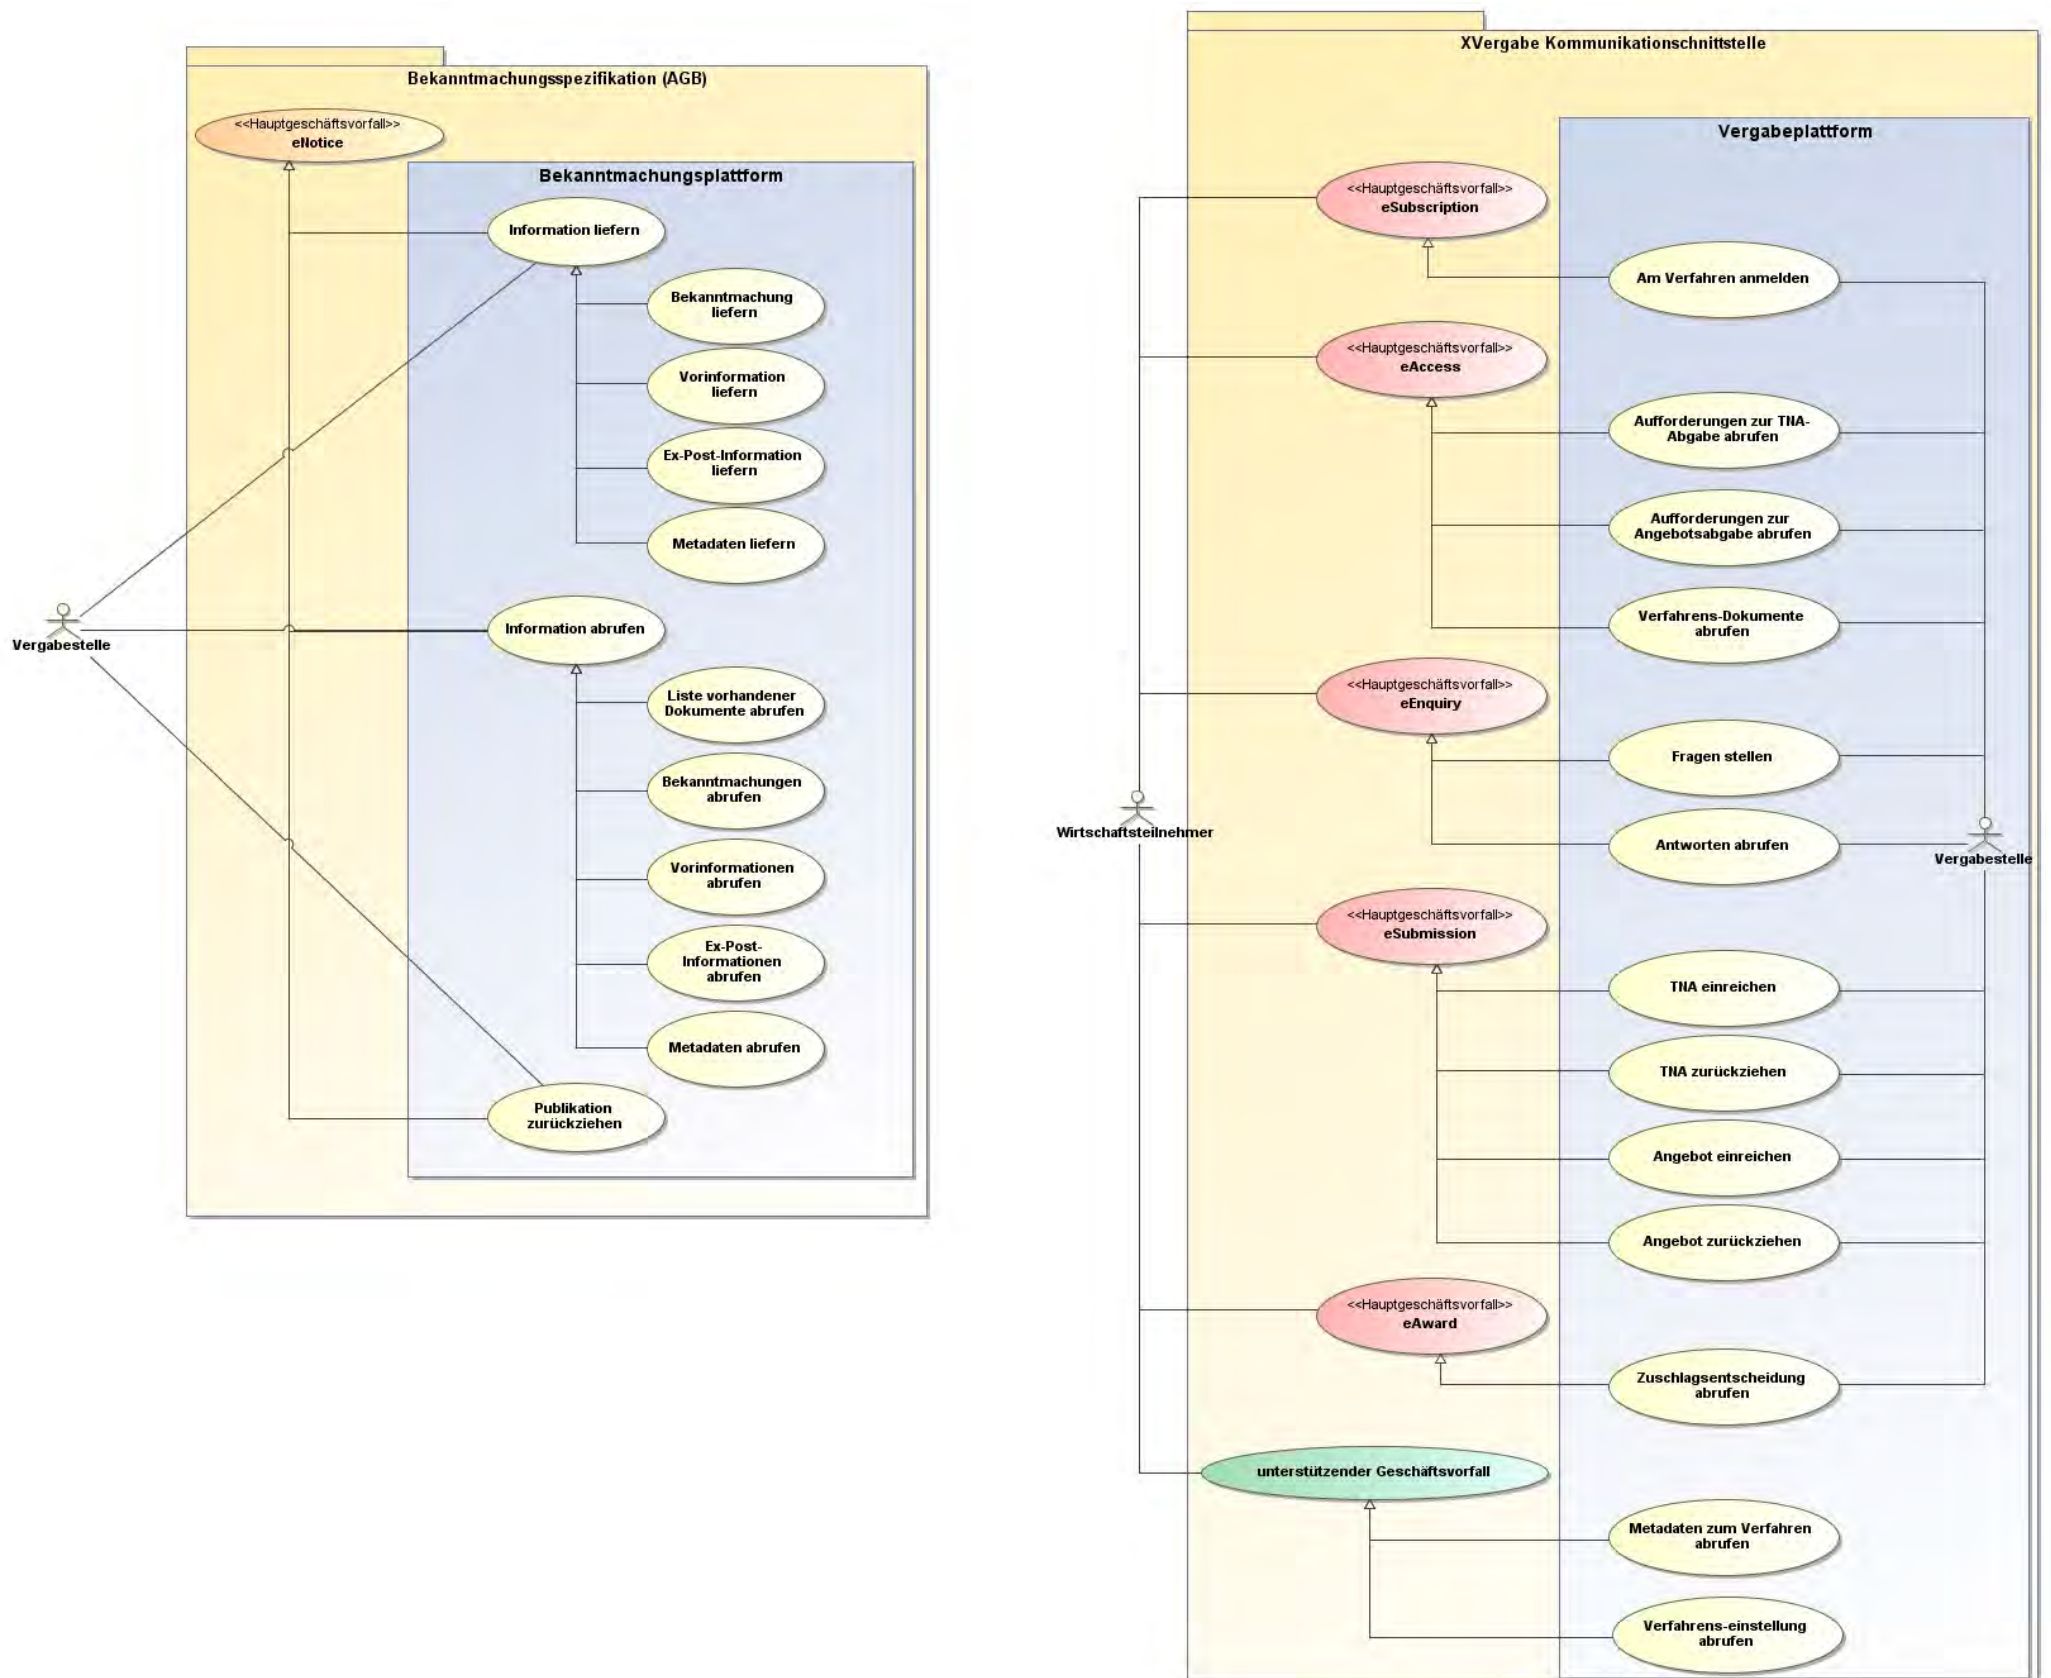 Bekanntmachungsspezifikation (AGB)
<<Hauptgeschäftsvorfall>>
eNotice
Bekanntmachungsplattform
Information liefern
Bekanntmachung
liefern
Vorinformation
liefern
Ex-Post-Information
liefern
Metadaten liefern
Vergabestelle
Information abrufen
Liste vorhandener
Dokumente abrufen
Bekanntmachungen
abrufen
Vorinformationen
abrufen
Ex-Post-
Informationen
abrufen
Metadaten abrufen
Publikation
zurückziehen
XVergabe Kommunikationschnittstelle
Vergabeplattform
<<Hauptgeschäftsvorfall>>
eSubscription
Am Verfahren anmelden
<<Hauptgeschäftsvorfall>>
eAccess
Aufforderungen zur TNA-
Abgabe abrufen
Aufforderungen zur
Angebotsabgabe abrufen
Verfahrens-Dokumente
abrufen
<<Hauptgeschäftsvorfall>>
eEnquiry
Fragen stellen
Wirtschaftsteilnehmer
Antworten abrufen
Vergabestelle
<<Hauptgeschäftsvorfall>>
eSubmission
TNA einreichen
TNA zurückziehen
Angebot einreichen
Angebot zurückziehen
<<Hauptgeschäftsvorfall>>
eAward
Zuschlagsentscheidung
abrufen
unterstützender Geschäftsvorfall
Metadaten zum Verfahren
abrufen
Verfahrens-einstellung
abrufen